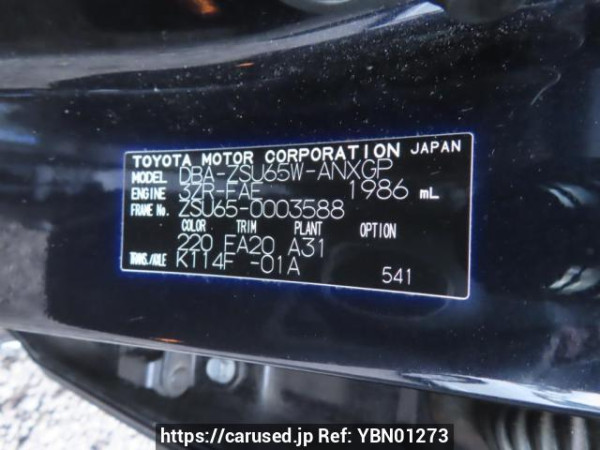 TOYOTA MOTOR CORPORATION JAPAN
MODEL DBA-ZSU65W-ANXGP
ENGINE 3ZR-FAE 1986 mL
FRAME No. ZSU65-0003588
COLOR TRIM PLANT OPTION
220 FA20 A31
TRANS./AXLE K114F -01A
541
https://carused.jp Ref: YBN01273